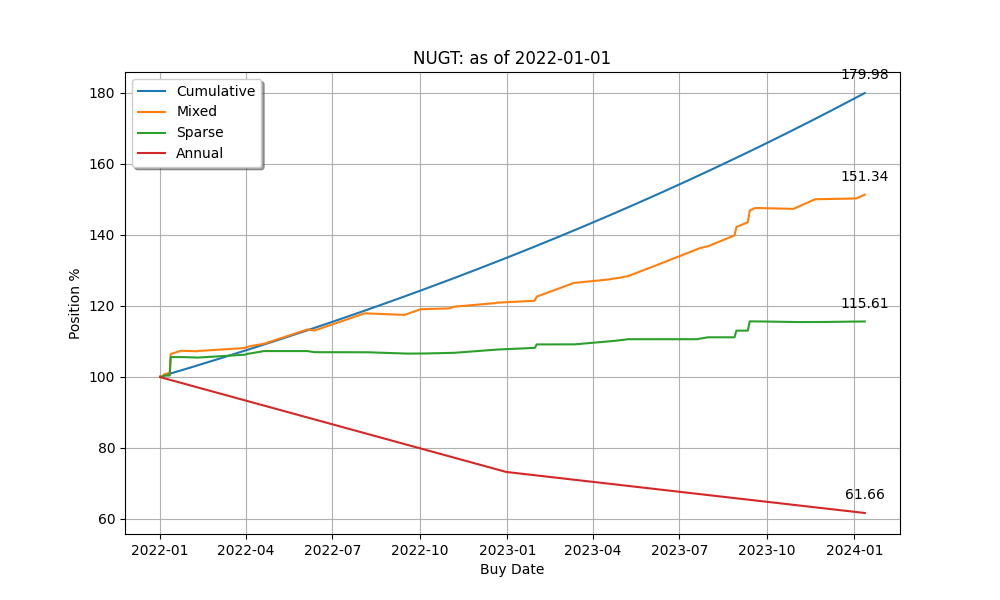 NUGT: as of 2022-01-01
Cumulative
Mixed
Sparse
Annual
179.98
151.34
115.61
61.66
Position %
180
160
140
120
100
80
60
2022-01 2022-04 2022-07 2022-10 2023-01 2023-04 2023-07 2023-10 2024-01
Buy Date